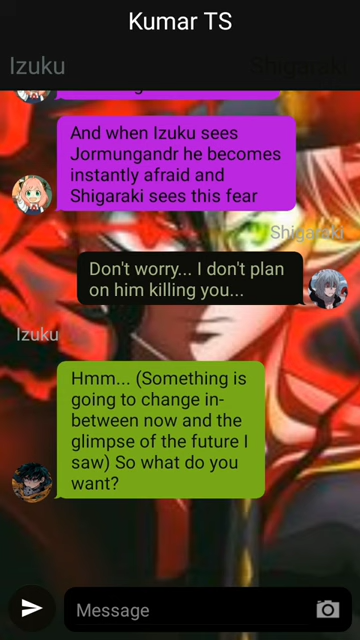 Kumar TS
Izuku
Shigaraki
And when Izuku sees
Jormungandr he becomes
instantly afraid and
Shigaraki sees this fear
Shigaraki
Don't worry... I don't plan
on him killing you...
Izuku
Hmm... (Something is
going to change in-
between now and the
glimpse of the future I
saw) So what do you
want?
Message